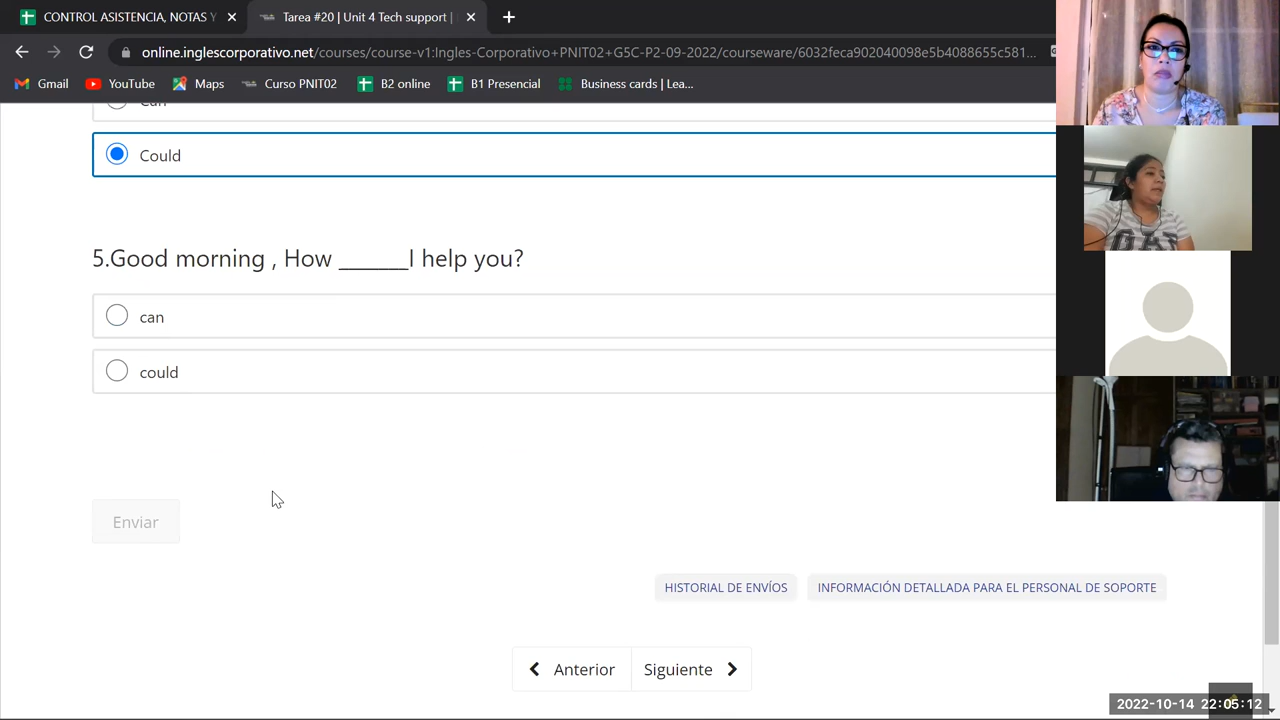 CONTROL ASISTENCIA, NOTAS Y
Tarea #20 | Unit 4 Tech support |
online.inglescorporativo.net/courses/course-v1:Inglescorporativo+PNIT02+G5C-P2-09-2022/courseware/6032feca902040099e5b4088655c581...
Gmail
YouTube
Maps
Curso PNIT02
B2 online
B1 Presencial
Business cards | Lea...
Can
Could
5.Good morning , How _______I help you?
can
could
Enviar
HISTORIAL DE ENVÍOS
INFORMACIÓN DETALLADA PARA EL PERSONAL DE SOPORTE
Anterior
Siguiente
2022-10-14 22:05:12